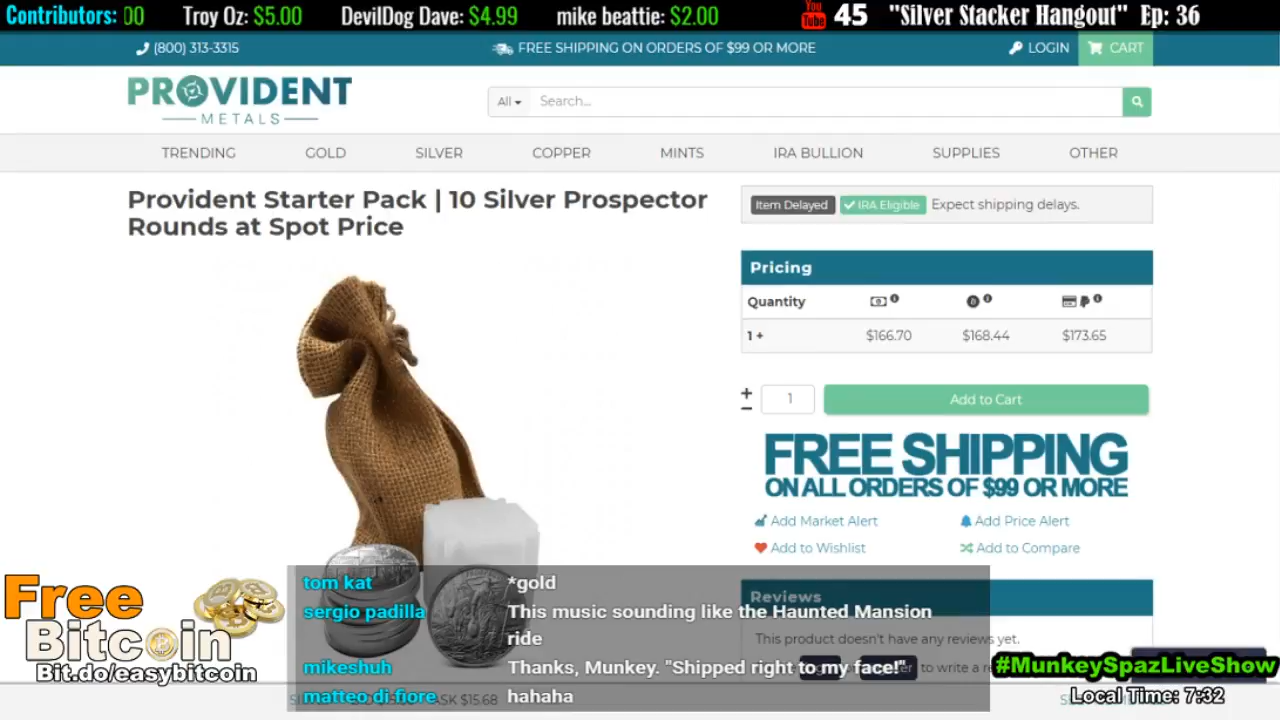 Contributors: 00 Troy Oz: $5.00 DevilDog Dave: $4.99 mike beattie: $2.00 You Tube 45 "Silver Stacker Hangout" Ep: 36
(800) 313-3315 FREE SHIPPING ON ORDERS OF $99 OR MORE LOGIN CART
PROVIDENT
METALS
All Search...
TRENDING GOLD SILVER COPPER MINTS IRA BULLION SUPPLIES OTHER
Provident Starter Pack | 10 Silver Prospector
Rounds at Spot Price
Item Delayed IRA Eligible Expect shipping delays.
Pricing
Quantity
1 + $166.70 $168.44 $173.65
1 Add to Cart
FREE SHIPPING
ON ALL ORDERS OF $99 OR MORE
Add Market Alert Add Price Alert
Add to Wishlist Add to Compare
Reviews
This product doesn't have any reviews yet.
to write a
Free
Bitcoin
Bit.do/easybitcoin
tom kat *gold
sergio padilla This music sounding like the Haunted Mansion
ride
mikeshuh Thanks, Munkey. "Shipped right to my face!"
matteo di fiore hahaha
ASK $15.68
#MunkeySpazLiveShow
Local Time: 7:32